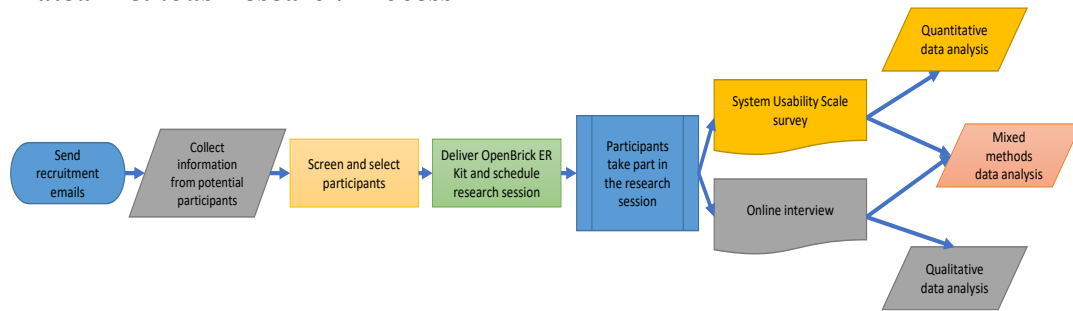 Send
recruitment
emails
Collect
information
from potential
participants
Screen and select
participants
Deliver OpenBrick ER
Kit and schedule
research session
Participants
take part in
the research
session
System Usability Scale
survey
Online interview
Quantitative
data analysis
Mixed
methods
data analysis
Qualitative
data analysis